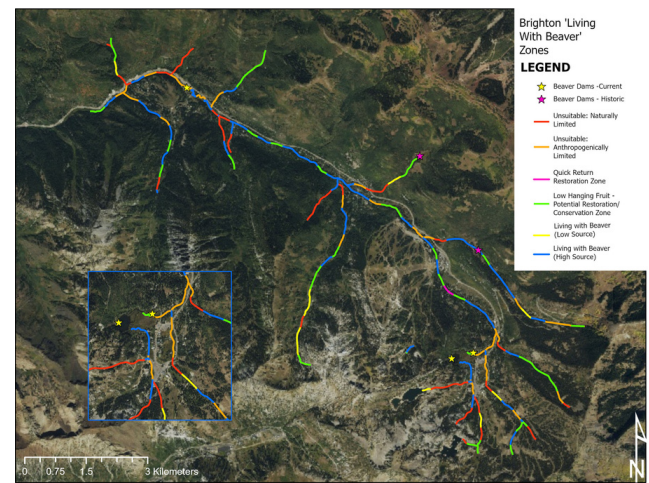 Brighton 'Living
With Beaver'
Zones
LEGEND
Beaver Dams -Current
Beaver Dams - Historic
Unsuitable: Naturally
Limited
Unsuitable:
Anthropogenically
Limited
Quick Return
Restoration Zone
Low Hanging Fruit -
Potential Restoration/
Conservation Zone
Living with Beaver
(Low Source)
Living with Beaver
(High Source)
0 0.75 1.5 3 Kilometers
N